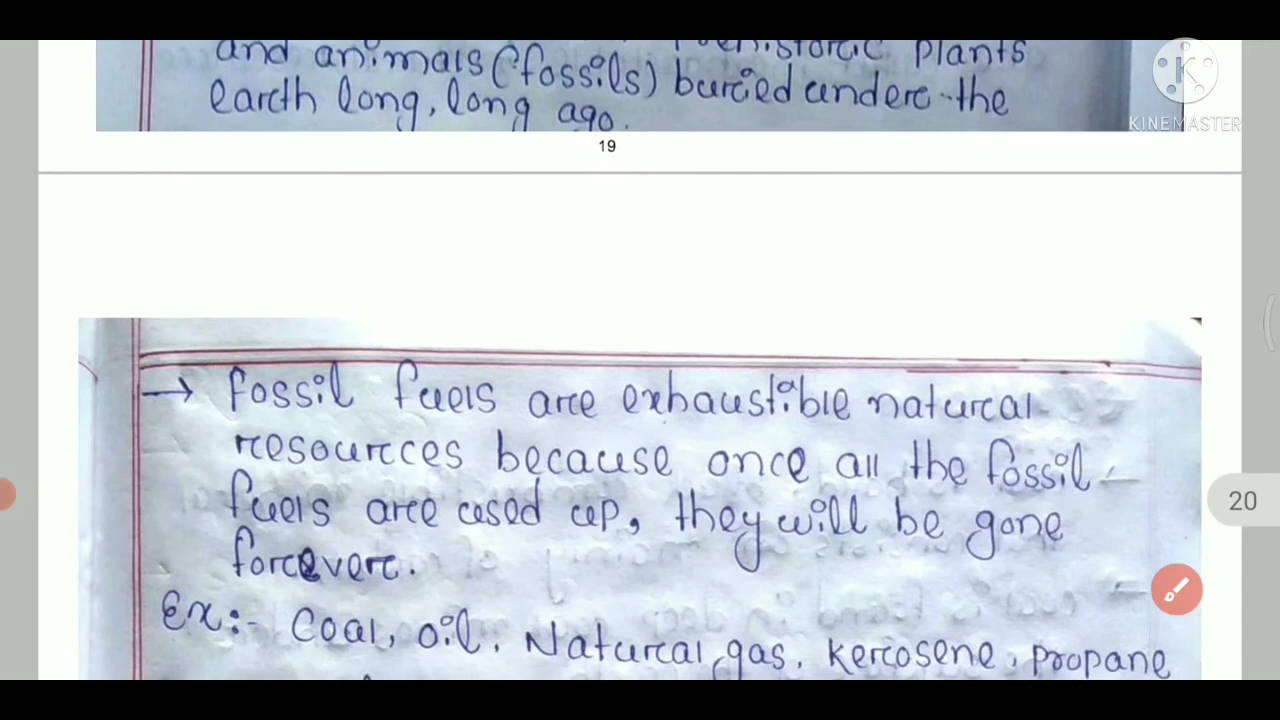 prehistoric plants
and animals (fossils) buried under the
earth long, long ago.
KINEMASTER
19
→ fossil fuels are exhaustible natural
resources because once all the fossil
fuels are used up, they will be gone
forever.
20
Ex:- Coal, oil, Natural gas, kerosene, propane